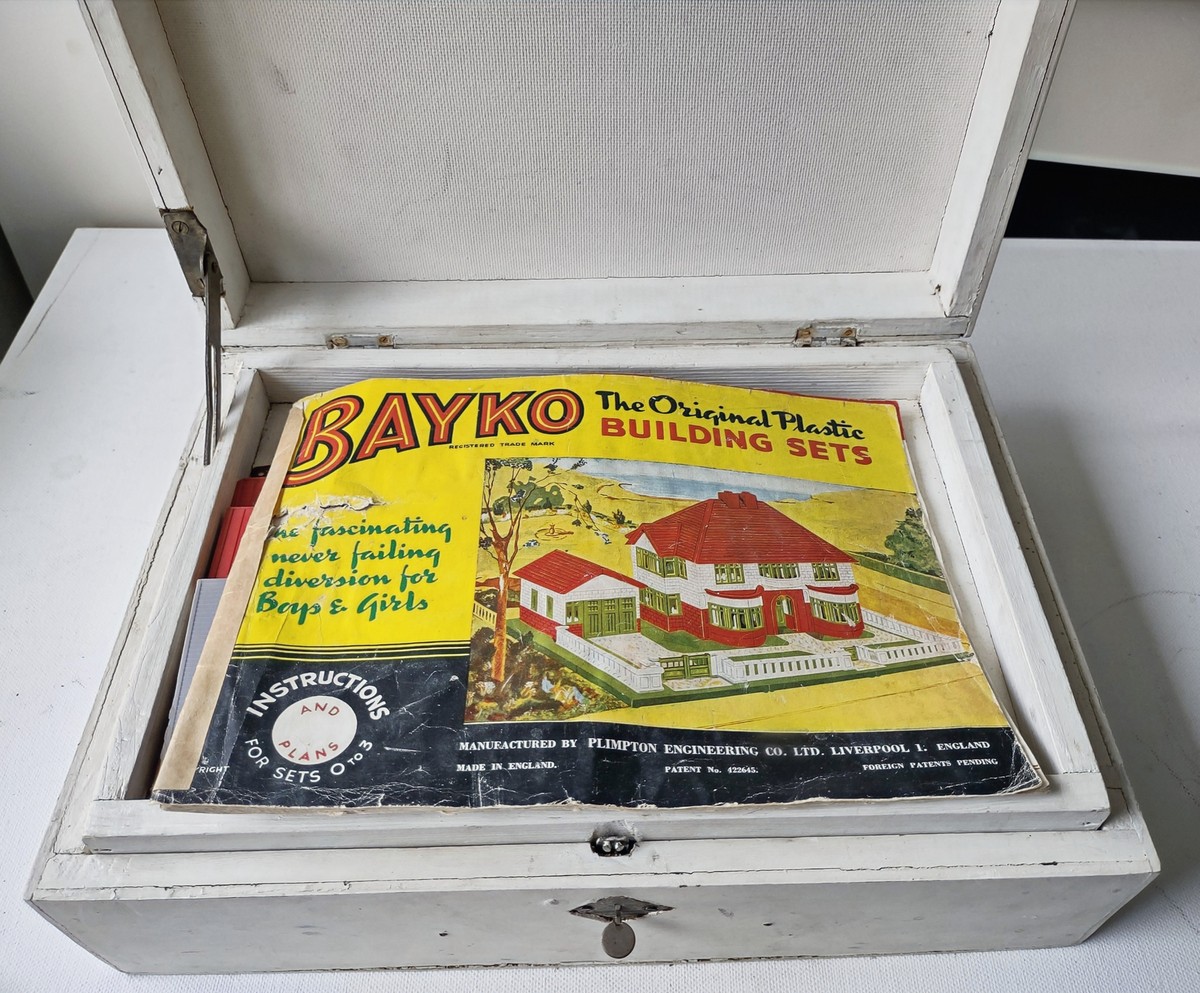 BAYKO
REGISTERED TRADE MARK
The Original Plastic
BUILDING SETS
fascinating
never failing
diversion for
Boys & Girls
INSTRUCTIONS
AND
PLANS
FOR SETS 0 TO 3
MANUFACTURED BY PLIMPTON ENGINEERING CO. LTD. LIVERPOOL 1. ENGLAND
MADE IN ENGLAND. PATENT No. 422645. FOREIGN PATENTS PENDING